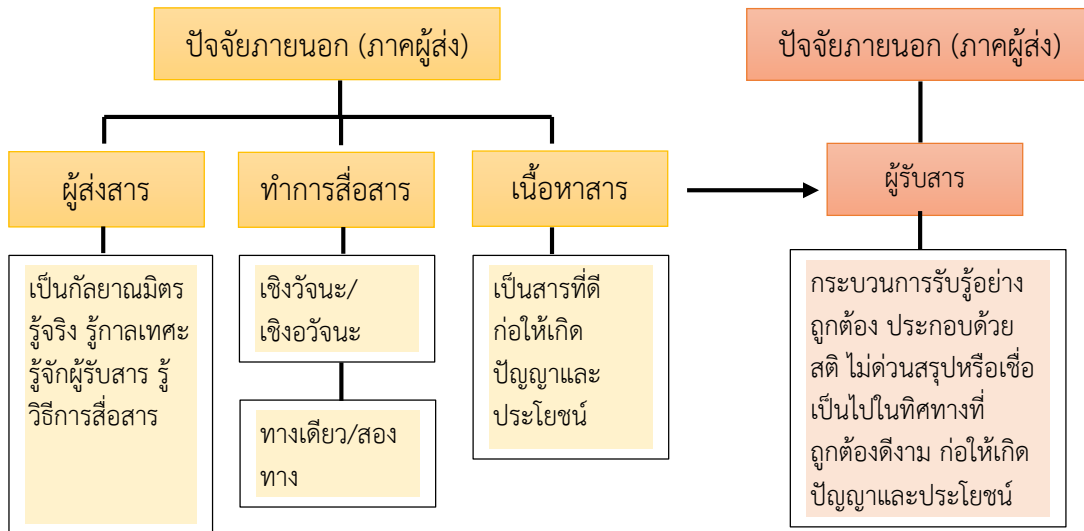 ปัจจัยภายนอก (ภาคผู้ส่ง)
ปัจจัยภายนอก (ภาคผู้ส่ง)
ผู้ส่งสาร
ทำการสื่อสาร
เนื้อหาสาร
ผู้รับสาร
เป็นกัลยาณมิตร
รู้จริง รู้กาลเทศะ
รู้จักผู้รับสาร รู้
วิธีการสื่อสาร
เชิงวัจนะ/
เชิงอวัจนะ
ทางเดียว/สอง
ทาง
เป็นสารที่ดี
ก่อให้เกิด
ปัญญาและ
ประโยชน์
กระบวนการรับรู้อย่าง
ถูกต้อง ประกอบด้วย
สติ ไม่ด่วนสรุปหรือเชื่อ
เป็นไปในทิศทางที่
ถูกต้องดีงาม ก่อให้เกิด
ปัญญาและประโยชน์